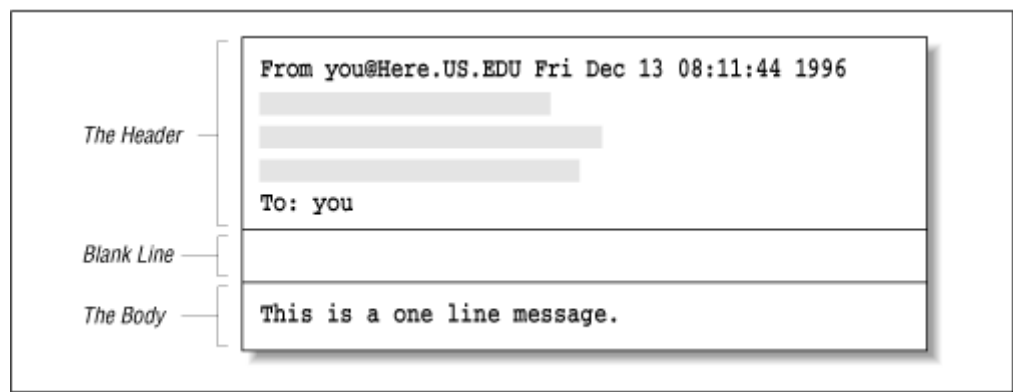 From you@Here.US.EDU Fri Dec 13 08:11:44 1996
The Header
To: you
Blank Line
The Body
This is a one line message.